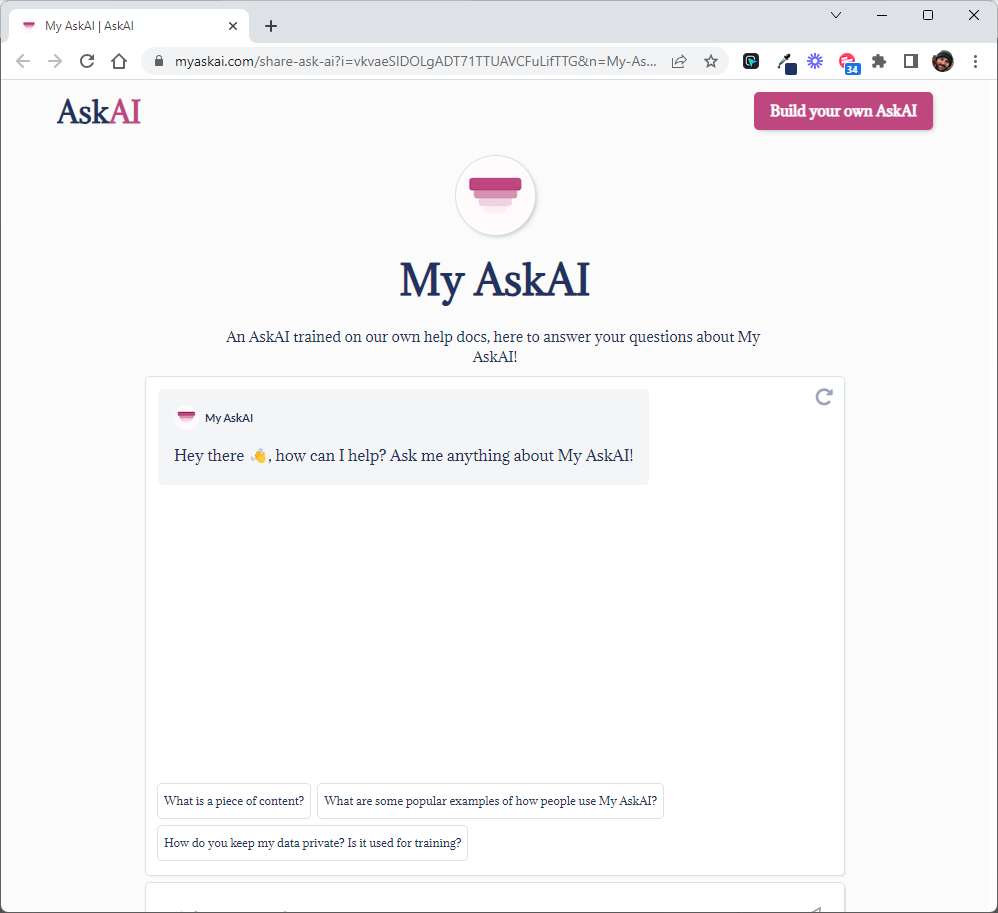 My AskAI | AskAI
myaskai.com/share-ask-ai?i=vkvaeSIDOLgADT71TTUAVCFuLifTTG&n=My-As...
34
AskAI
Build your own AskAI
My AskAI
An AskAI trained on our own help docs, here to answer your questions about My
AskAI!
My AskAI
Hey there 👋, how can I help? Ask me anything about My AskAI!
What is a piece of content?
What are some popular examples of how people use My AskAI?
How do you keep my data private? Is it used for training?